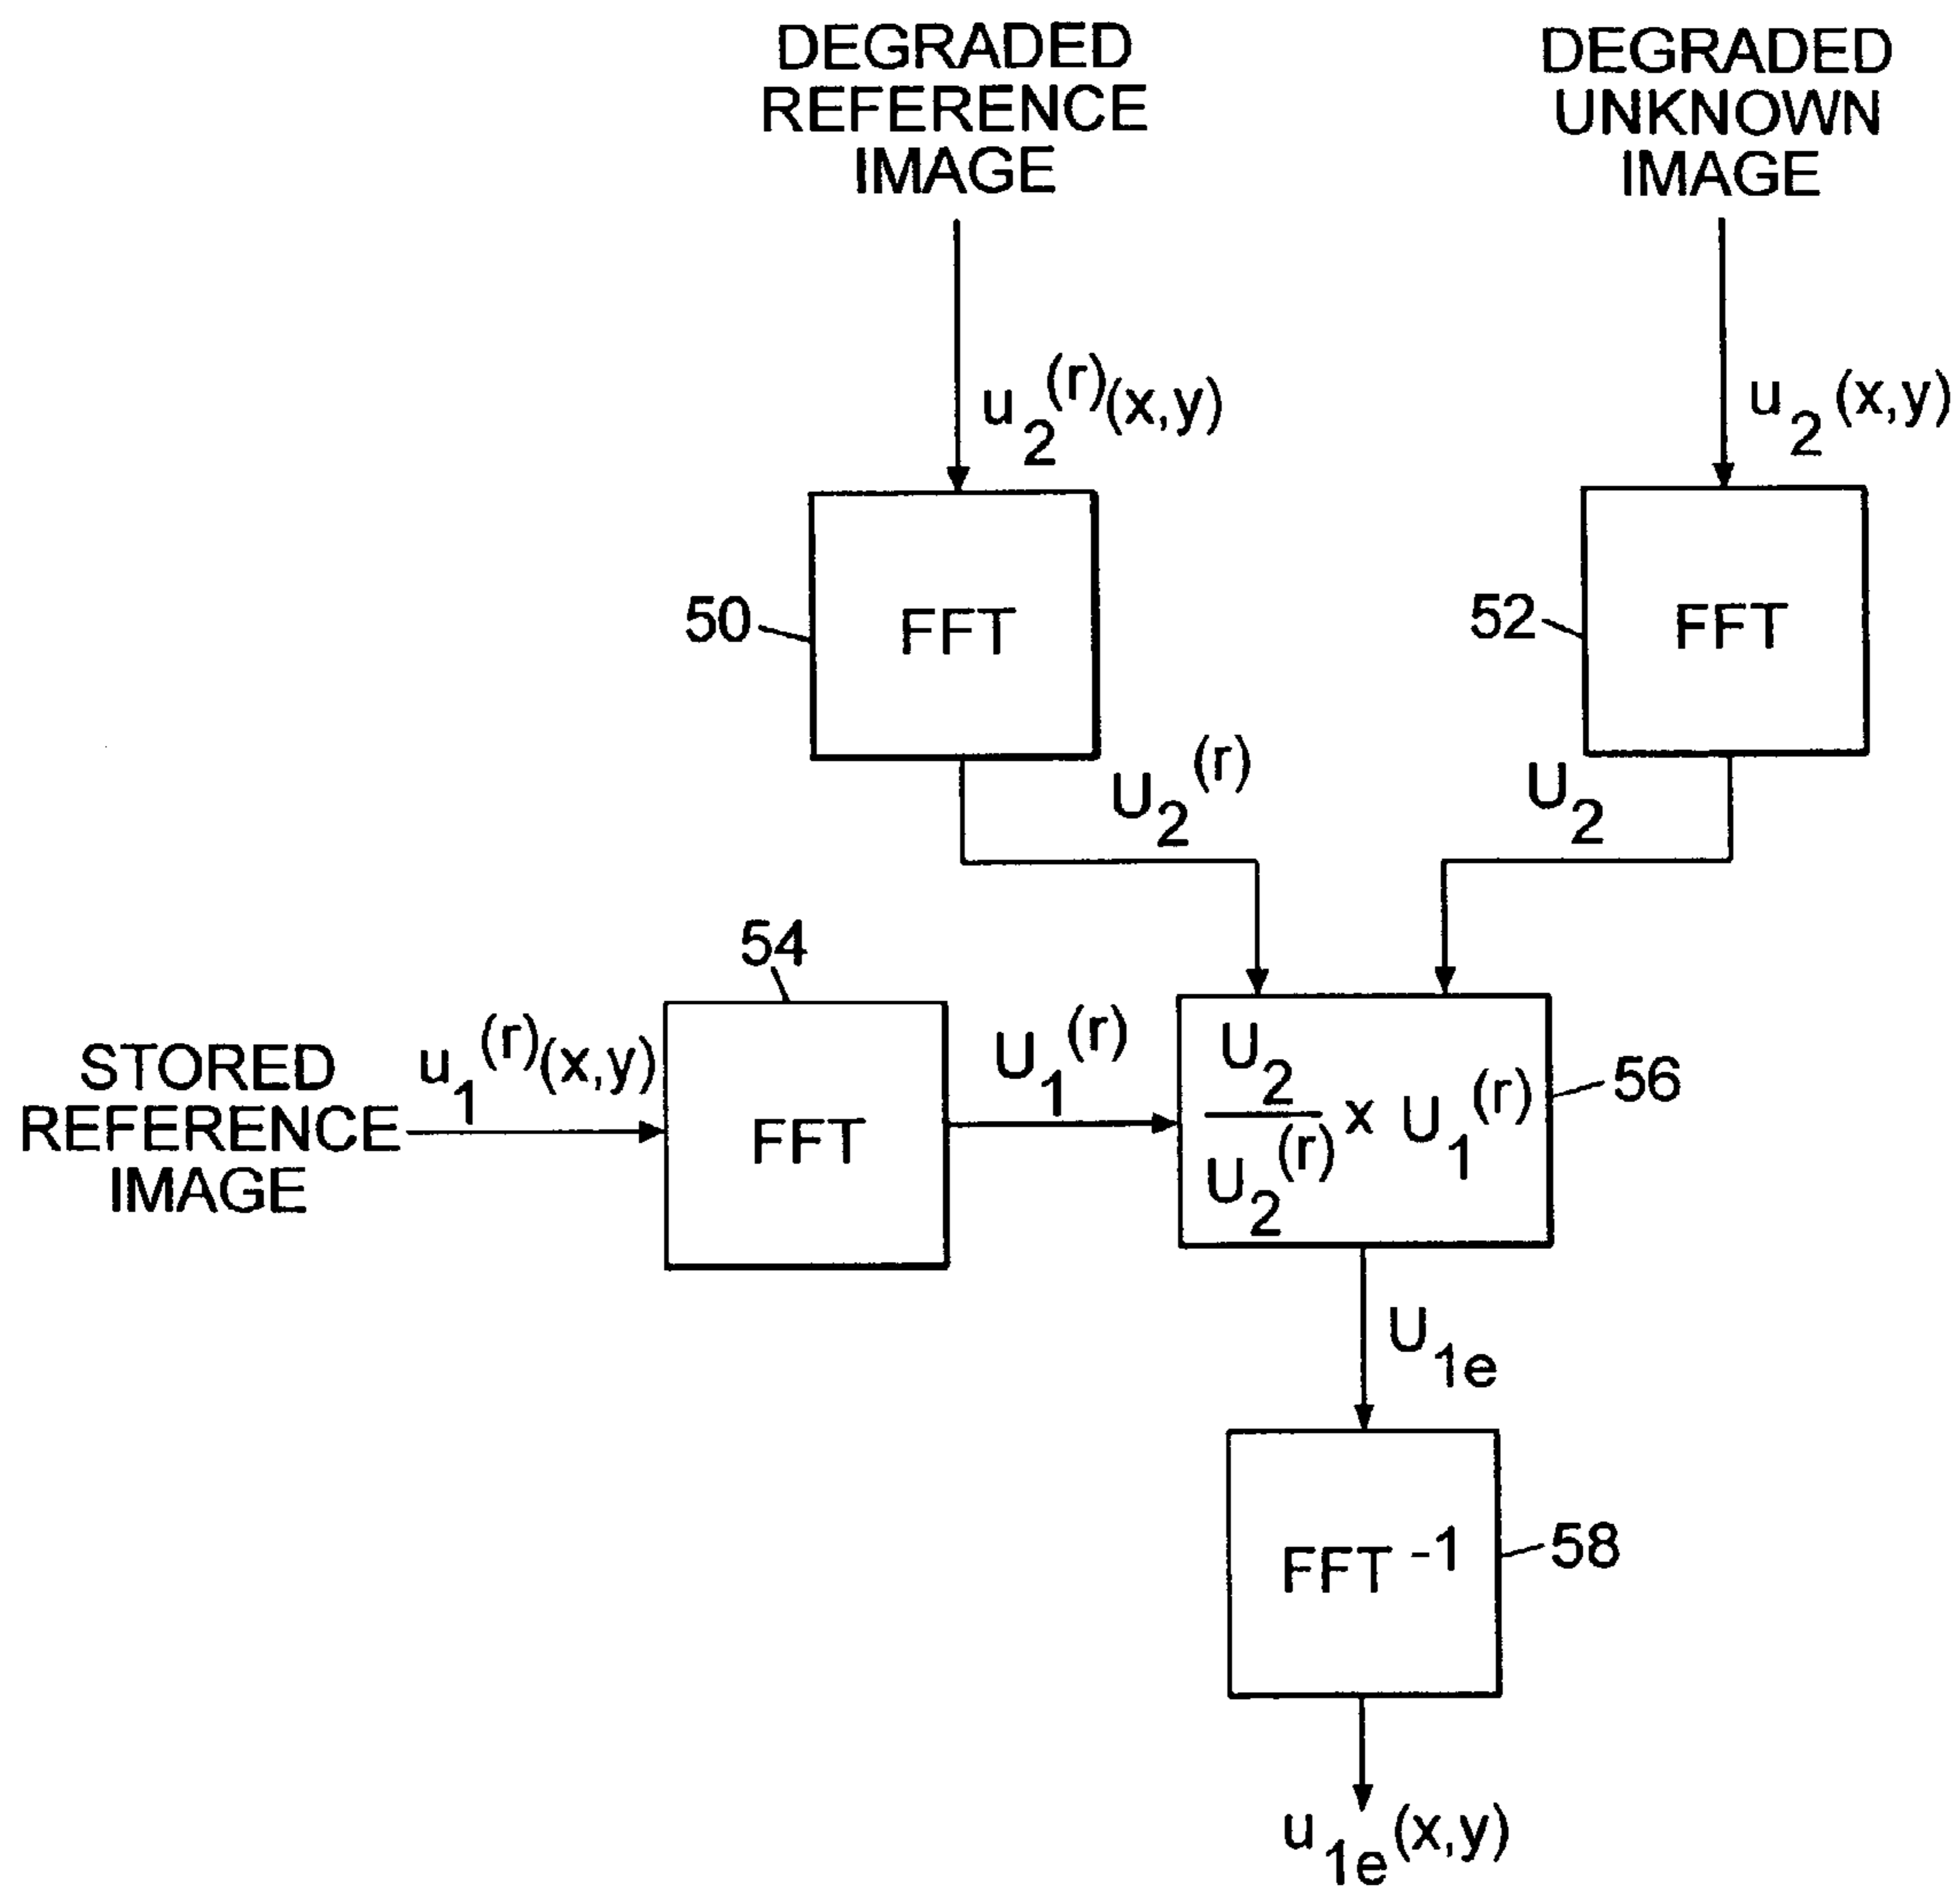 DEGRADED
REFERENCE
IMAGE
DEGRADED
UNKNOWN
IMAGE
u2(r)(x,y)
u2(x,y)
50
FFT
52
FFT
U2(r)
U2
54
STORED
REFERENCE
IMAGE
u1(r)(x,y)
FFT
U1(r)
U2
U2(r)
x U1(r)
56
U1e
FFT-1
58
u1e(x,y)